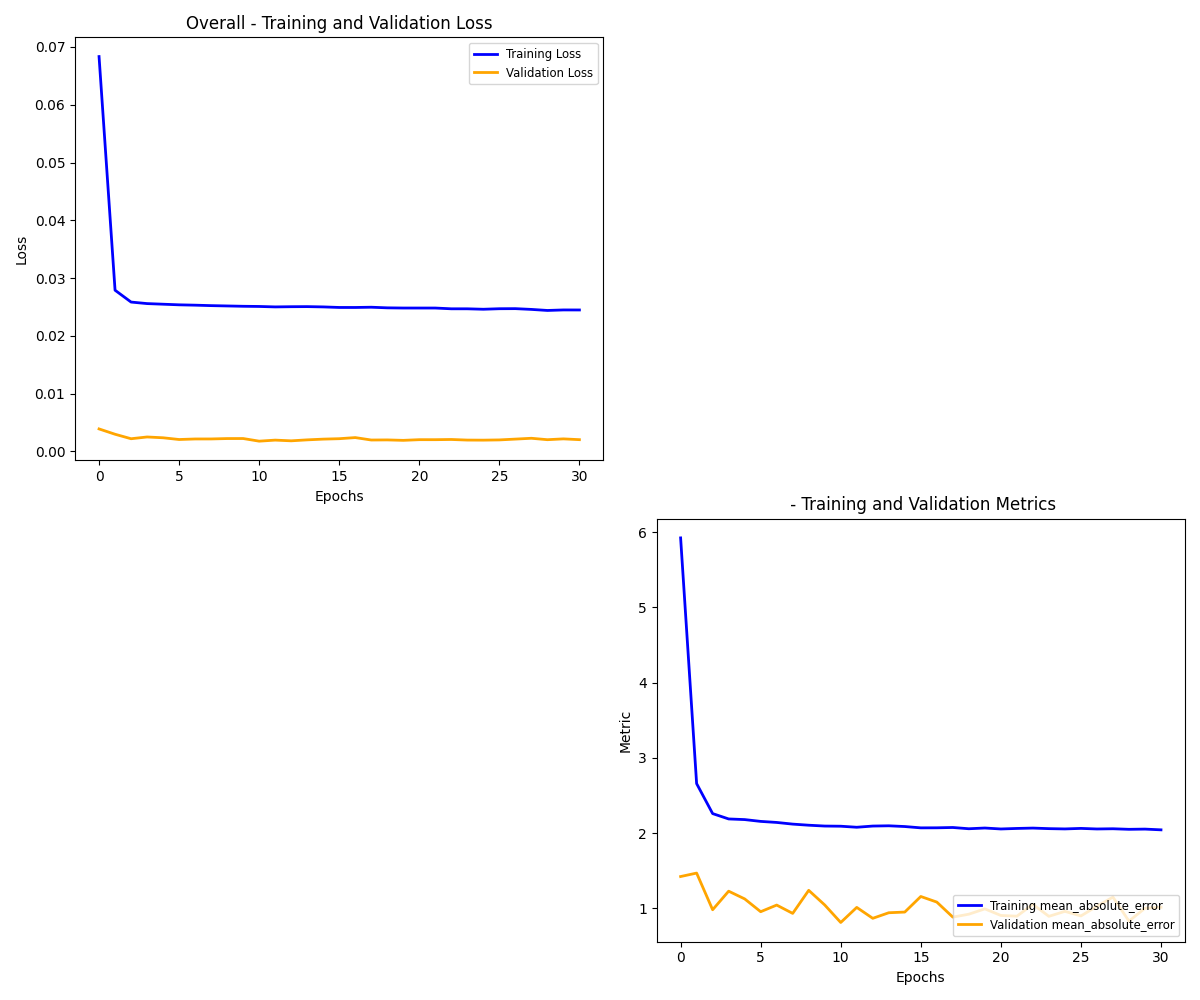 Overall - Training and Validation Loss
Training Loss
Validation Loss
0.07
0.06
0.05
0.04
0.03
0.02
0.01
0.00
Loss
0 5 10 15 20 25 30
Epochs
- Training and Validation Metrics
6
5
4
3
2
1
Metric
Training mean_absolute_error
Validation mean_absolute_error
0 5 10 15 20 25 30
Epochs